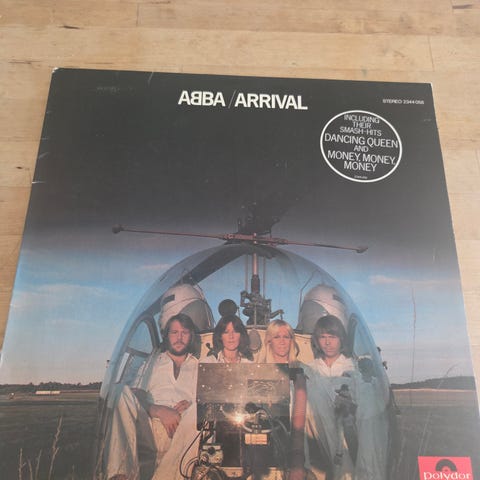 ABBA/ARRIVAL
STEREO 2344 058
INCLUDING
THEIR
SMASH-HITS
DANCING QUEEN
AND
MONEY, MONEY,
MONEY
Polydor